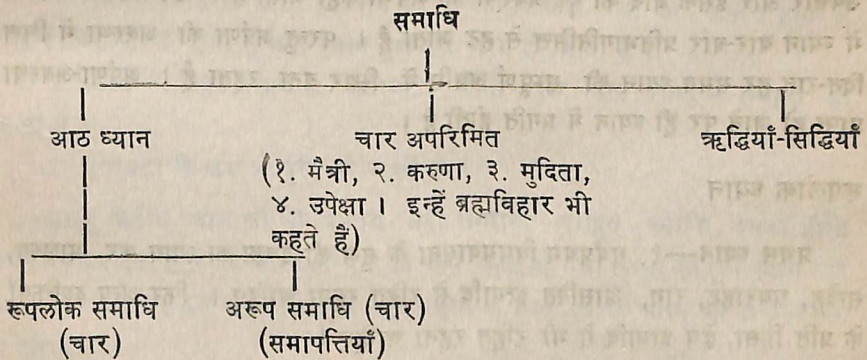 समाधि
आठ ध्यान चार अपरिमित ऋद्धियाँ-सिद्धियाँ
(१. मैत्री, २. करुणा, ३. मुदिता,
४. उपेक्षा । इन्हें ब्रह्मविहार भी
कहते हैं)
रूपलोक समाधि अरूप समाधि (चार)
(चार) (समापत्तियाँ)